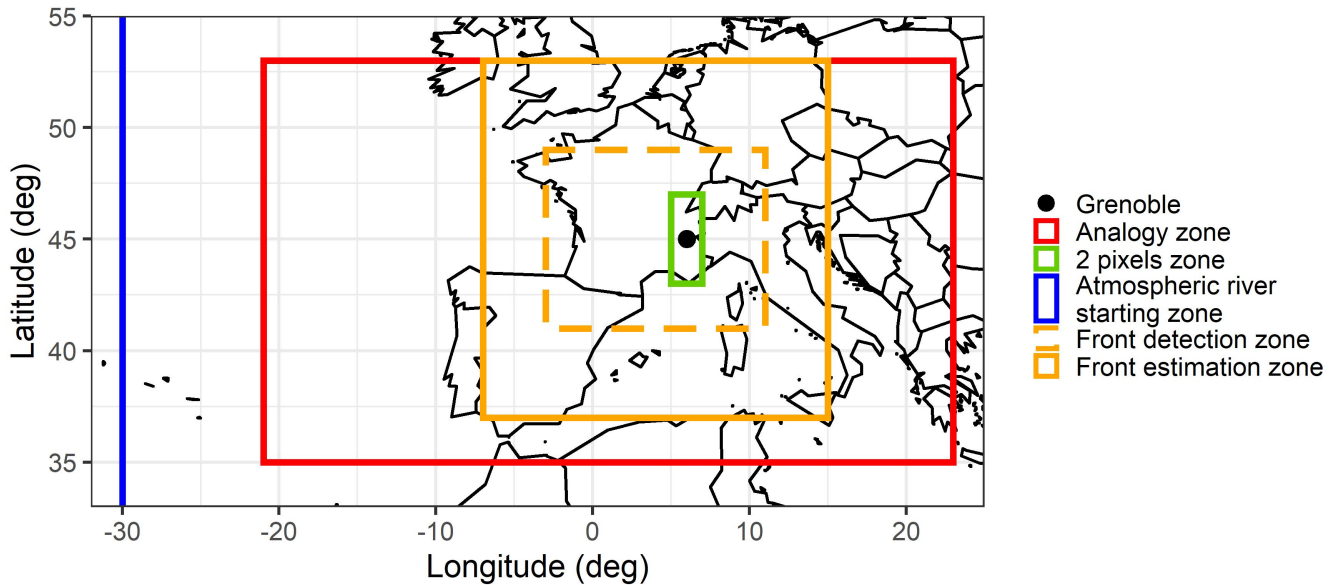 55
50
45
40
35
Latitude (deg)
-30
-20
-10
0
10
20
Longitude (deg)
Grenoble
Analogy zone
2 pixels zone
Atmospheric river
starting zone
Front detection zone
Front estimation zone